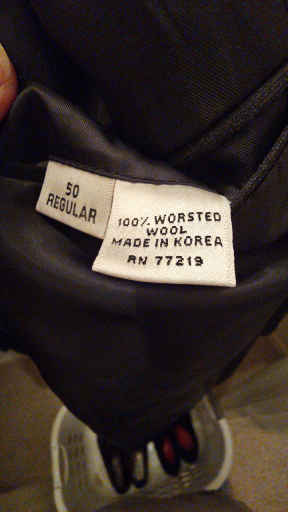 50
REGULAR
100% WORSTED
WOOL
MADE IN KOREA
RN 77219